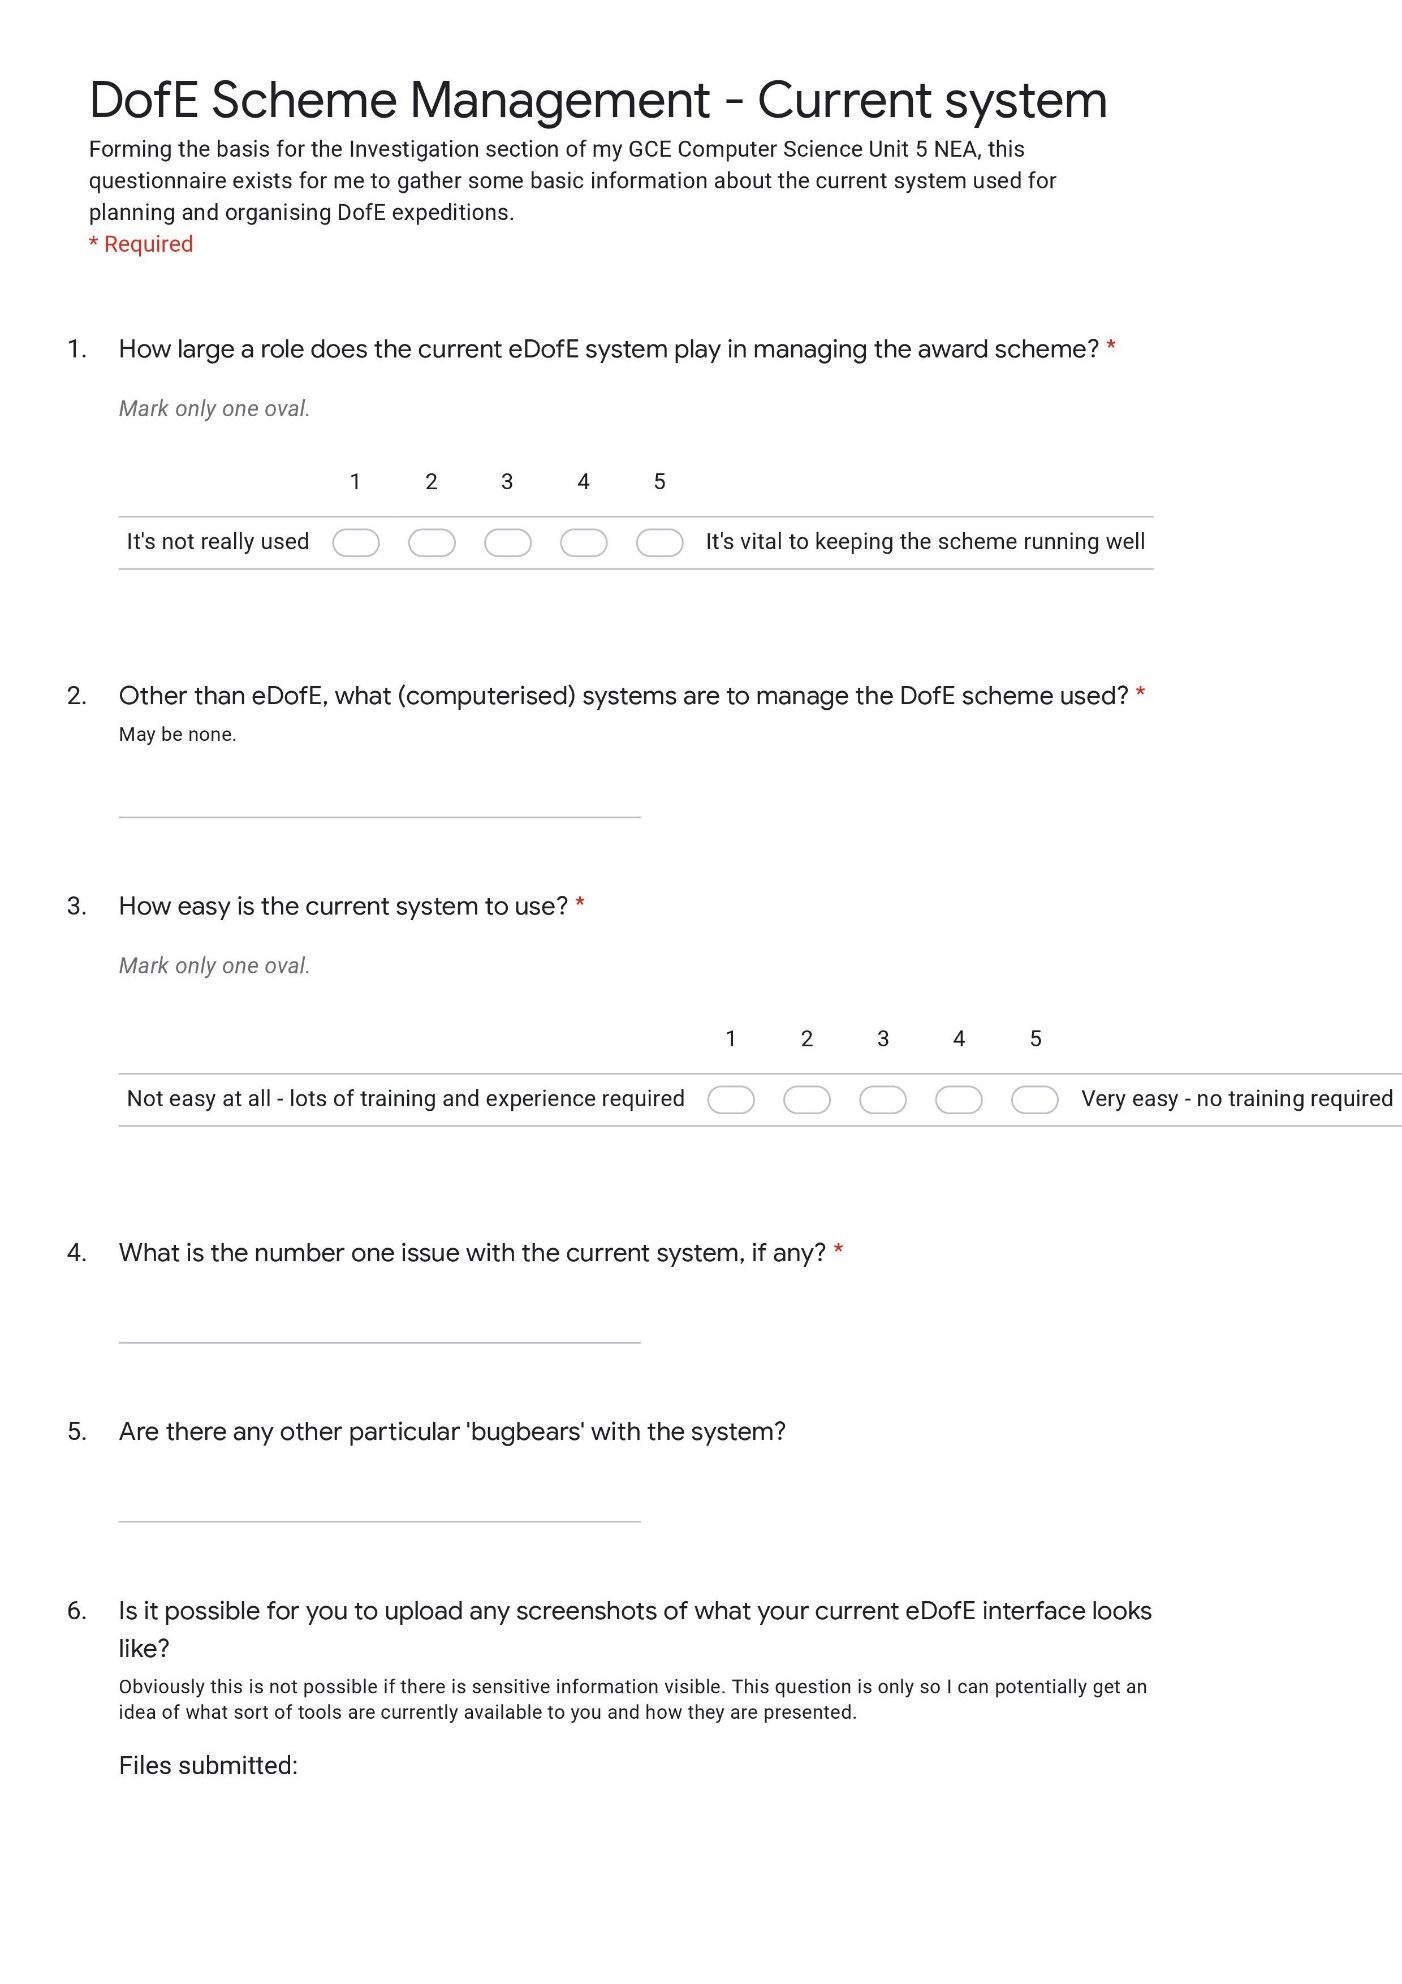 DofE Scheme Management - Current system
Forming the basis for the Investigation section of my GCE Computer Science Unit 5 NEA, this
questionnaire exists for me to gather some basic information about the current system used for
planning and organising DofE expeditions.
* Required
1. How large a role does the current eDofE system play in managing the award scheme? *
Mark only one oval.
1 2 3 4 5
It's not really used It's vital to keeping the scheme running well
2. Other than eDofE, what (computerised) systems are to manage the DofE scheme used? *
May be none.
3. How easy is the current system to use? *
Mark only one oval.
1 2 3 4 5
Not easy at all - lots of training and experience required Very easy - no training required
4. What is the number one issue with the current system, if any? *
5. Are there any other particular 'bugbears' with the system?
6. Is it possible for you to upload any screenshots of what your current eDofE interface looks
like?
Obviously this is not possible if there is sensitive information visible. This question is only so I can potentially get an
idea of what sort of tools are currently available to you and how they are presented.
Files submitted: